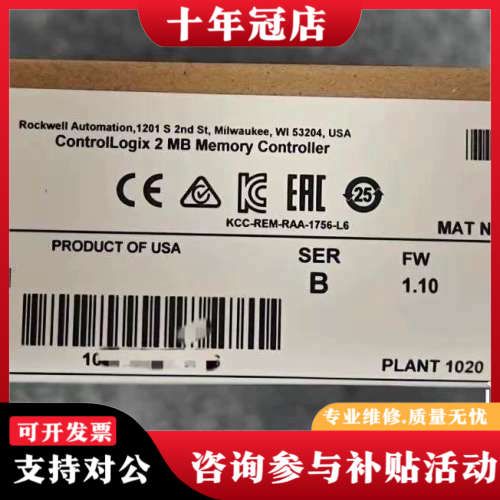 十年冠店
Rockwell Automation,1201 S 2nd St, Milwaukee, WI 53204, USA
ControlLogix 2 MB Memory Controller
CE
EAC
25
KCC-REM-RAA-1756-L6
MAT N
PRODUCT OF USA
SER
FW
B
1.10
10
PLANT 1020
专业维修.质量无忧
可开发票
支持对公
咨询参与补贴活动